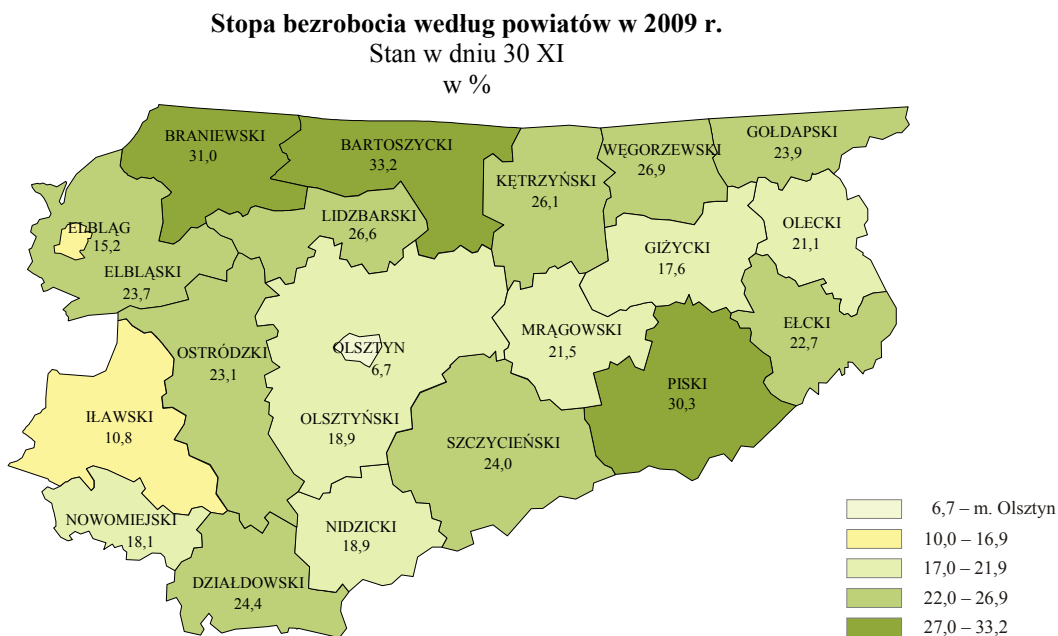 Stopa bezrobocia według powiatów w 2009 r.
Stan w dniu 30 XI
w %
BRANIEWSKI
31,0
BARTOSZYCKI
33,2
GOŁDAPSKI
23,9
WĘGORZEWSKI
26,9
KĘTRZYŃSKI
26,1
LIDZBARSKI
26,6
ELBLĄG
15,2
ELBLĄSKI
23,7
OLECKI
21,1
GIŻYCKI
17,6
EŁCKI
22,7
MRĄGOWSKI
21,5
OLSZTYN
6,7
OSTRÓDZKI
23,1
PISKI
30,3
IŁAWSKI
10,8
OLSZTYŃSKI
18,9
SZCZYCIEŃSKI
24,0
NOWOMIEJSKI
18,1
NIDZICKI
18,9
DZIAŁDOWSKI
24,4
6,7 – m. Olsztyn
10,0 – 16,9
17,0 – 21,9
22,0 – 26,9
27,0 – 33,2